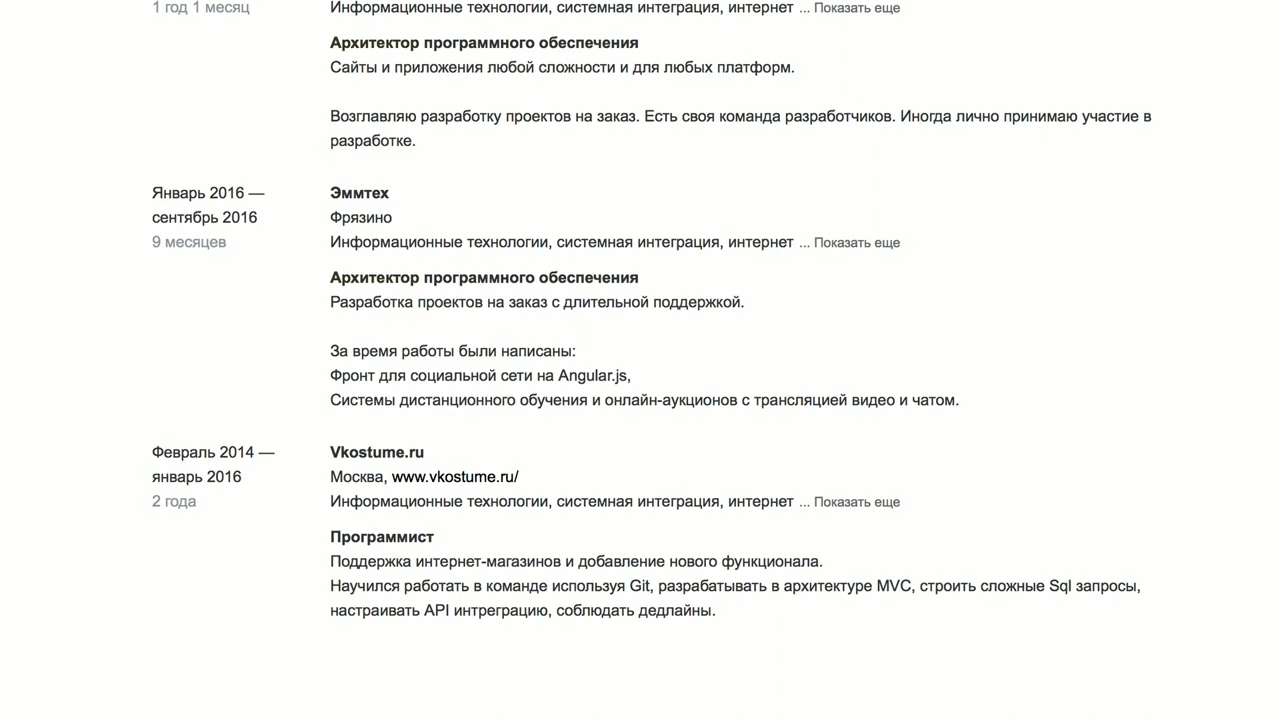 1 год 1 месяц
Информационные технологии, системная интеграция, интернет ... Показать еще
Архитектор программного обеспечения
Сайты и приложения любой сложности и для любых платформ.
Возглавляю разработку проектов на заказ. Есть своя команда разработчиков. Иногда лично принимаю участие в
разработке.
Январь 2016 —
сентябрь 2016
9 месяцев
Эммтех
Фрязино
Информационные технологии, системная интеграция, интернет ... Показать еще
Архитектор программного обеспечения
Разработка проектов на заказ с длительной поддержкой.
За время работы были написаны:
Фронт для социальной сети на Angular.js,
Системы дистанционного обучения и онлайн-аукционов с трансляцией видео и чатом.
Февраль 2014 —
январь 2016
2 года
Vkostume.ru
Москва, www.vkostume.ru/
Информационные технологии, системная интеграция, интернет ... Показать еще
Программист
Поддержка интернет-магазинов и добавление нового функционала.
Научился работать в команде используя Git, разрабатывать в архитектуре MVC, строить сложные Sql запросы,
настраивать API интреграцию, соблюдать дедлайны.